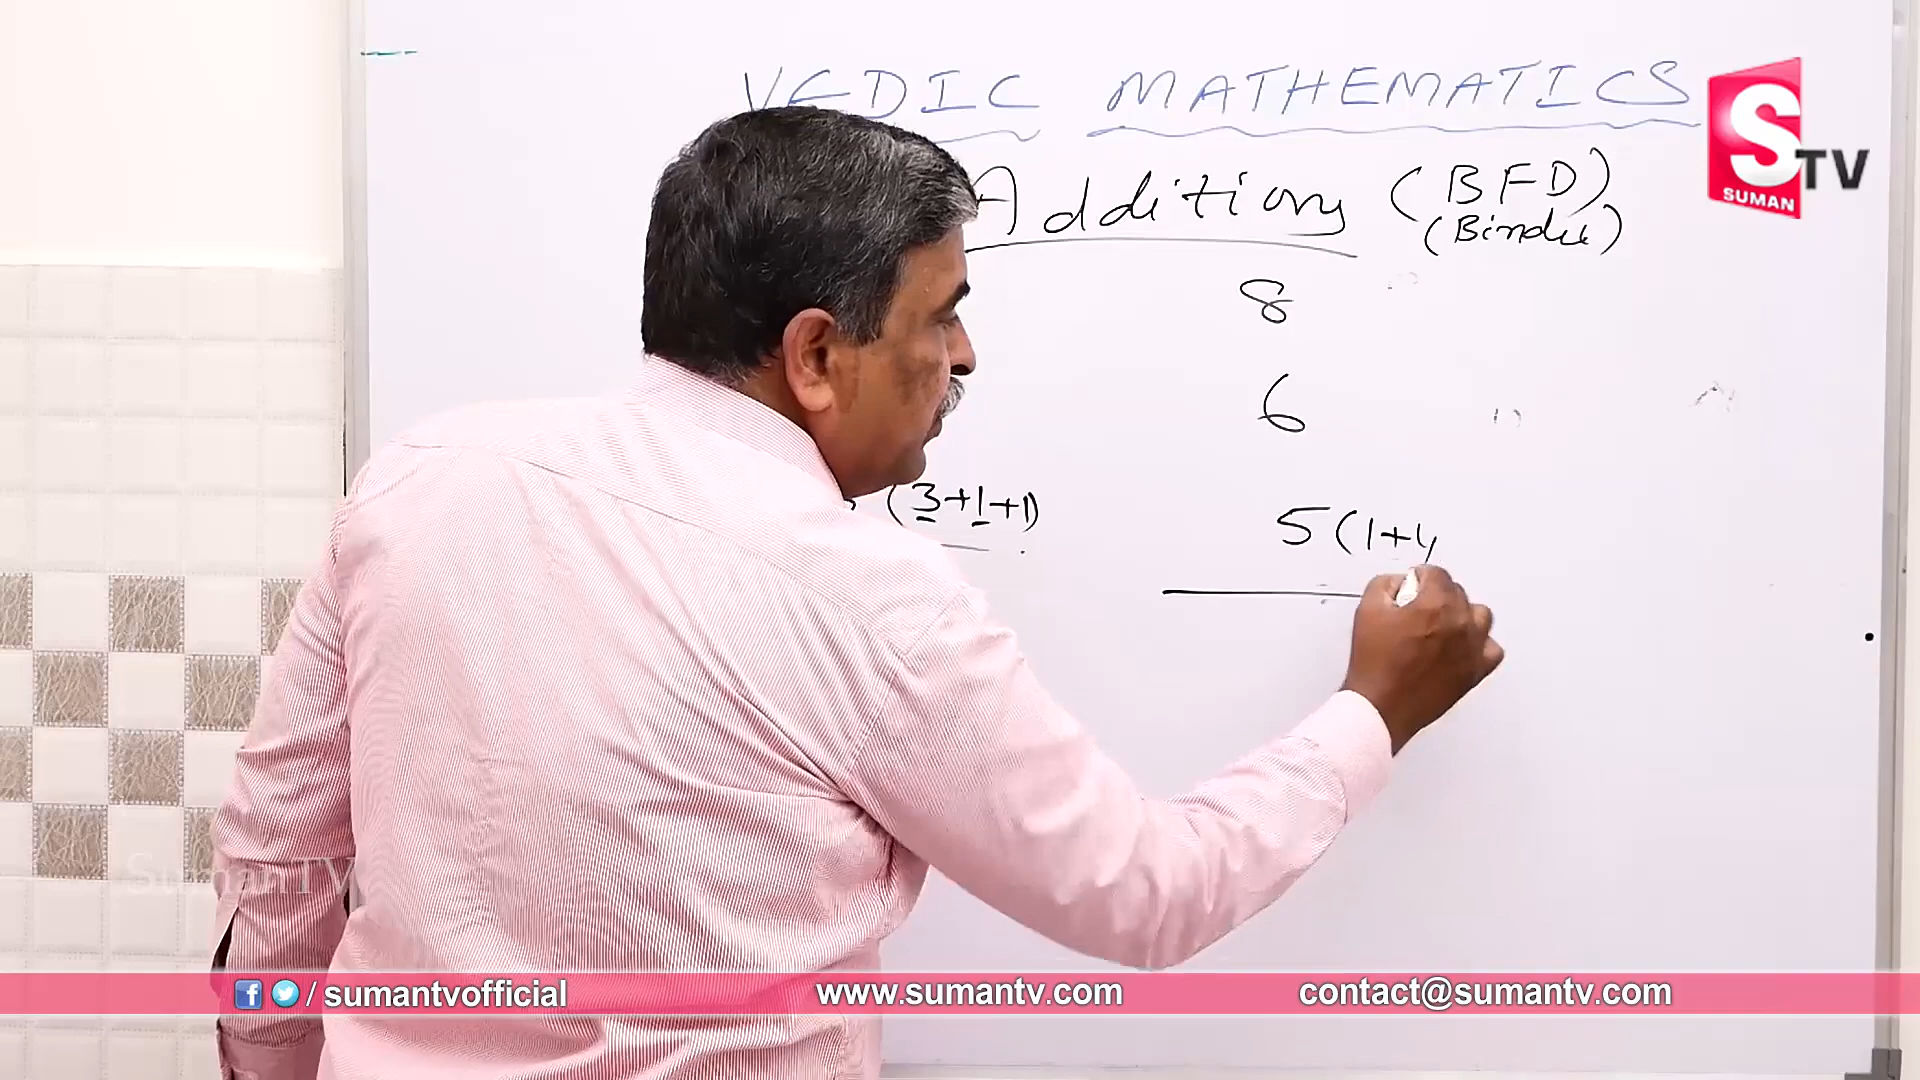 VEDIC MATHEMATICS
S TV
SUMAN
Addition (BFD)
(Bindu)
8
6
(3+1+1)
5(1+4
SumanTV
/ sumantvofficial
www.sumantv.com
contact@sumantv.com